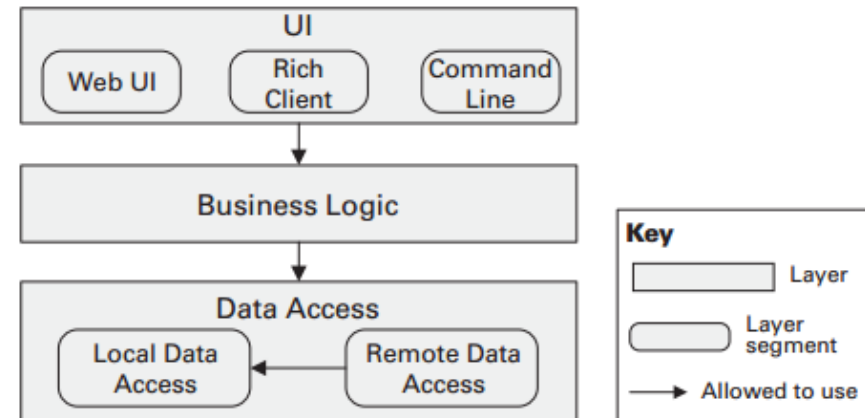 UI
Web UI
Rich
Client
Command
Line
Business Logic
Data Access
Local Data
Access
Remote Data
Access
Key
Layer
Layer
segment
Allowed to use